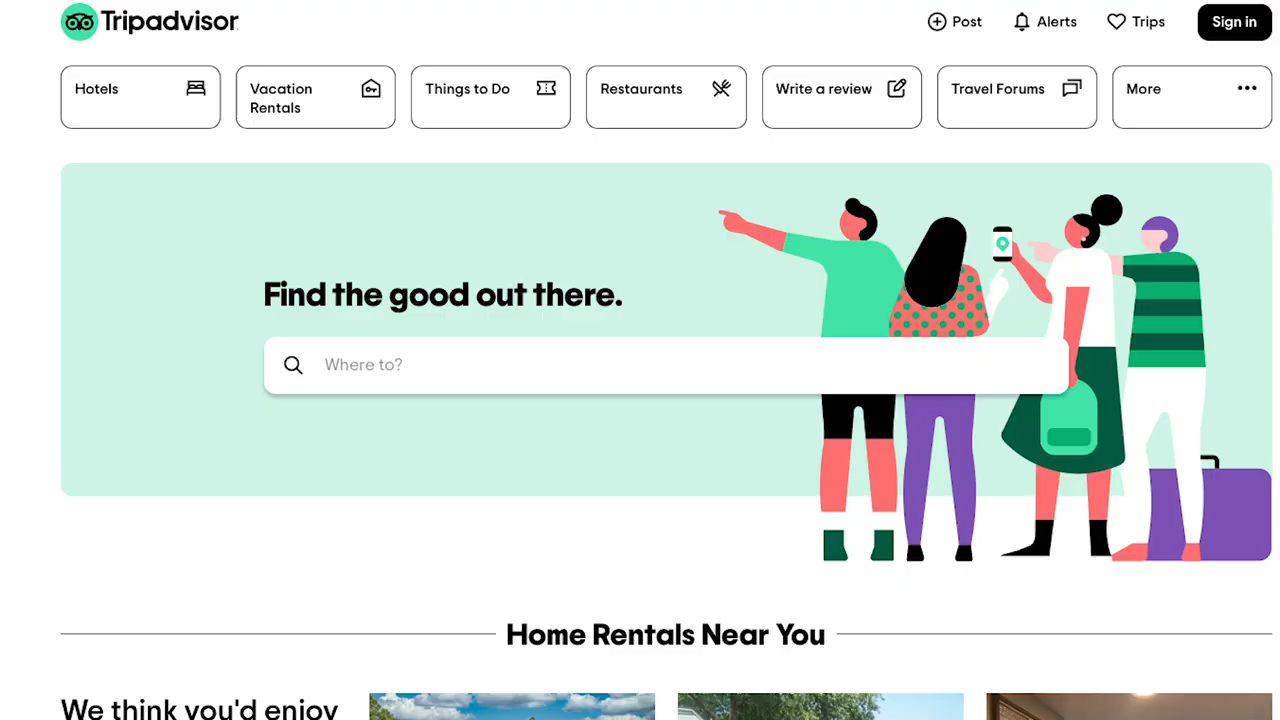 Tripadvisor
Post
Alerts
Trips
Sign in
Hotels
Vacation
Rentals
Things to Do
Restaurants
Write a review
Travel Forums
More
Find the good out there.
Where to?
Home Rentals Near You
We think you'd enjoy